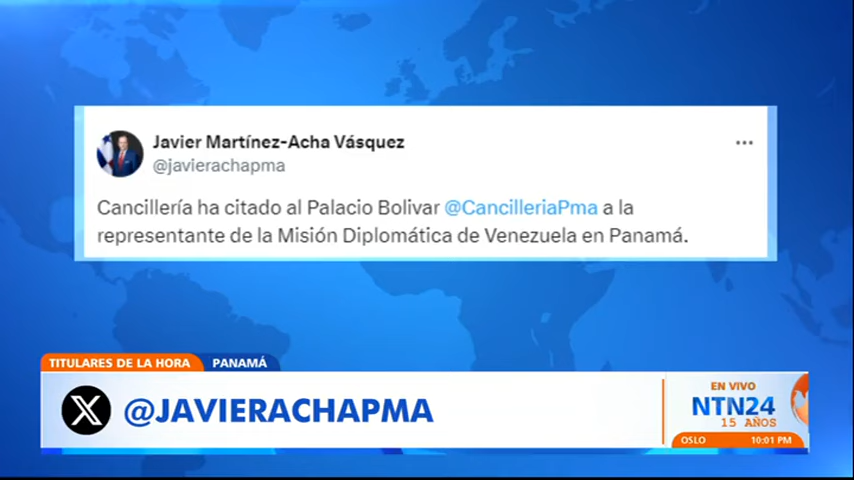 Javier Martínez-Acha Vásquez
@javierachapma
Cancillería ha citado al Palacio Bolivar @CancilleriaPma a la
representante de la Misión Diplomática de Venezuela en Panamá.
TITULARES DE LA HORA PANAMÁ
X @JAVIERACHAPMA
EN VIVO
NTN24
15 AÑOS
OSLO 10:01 PM